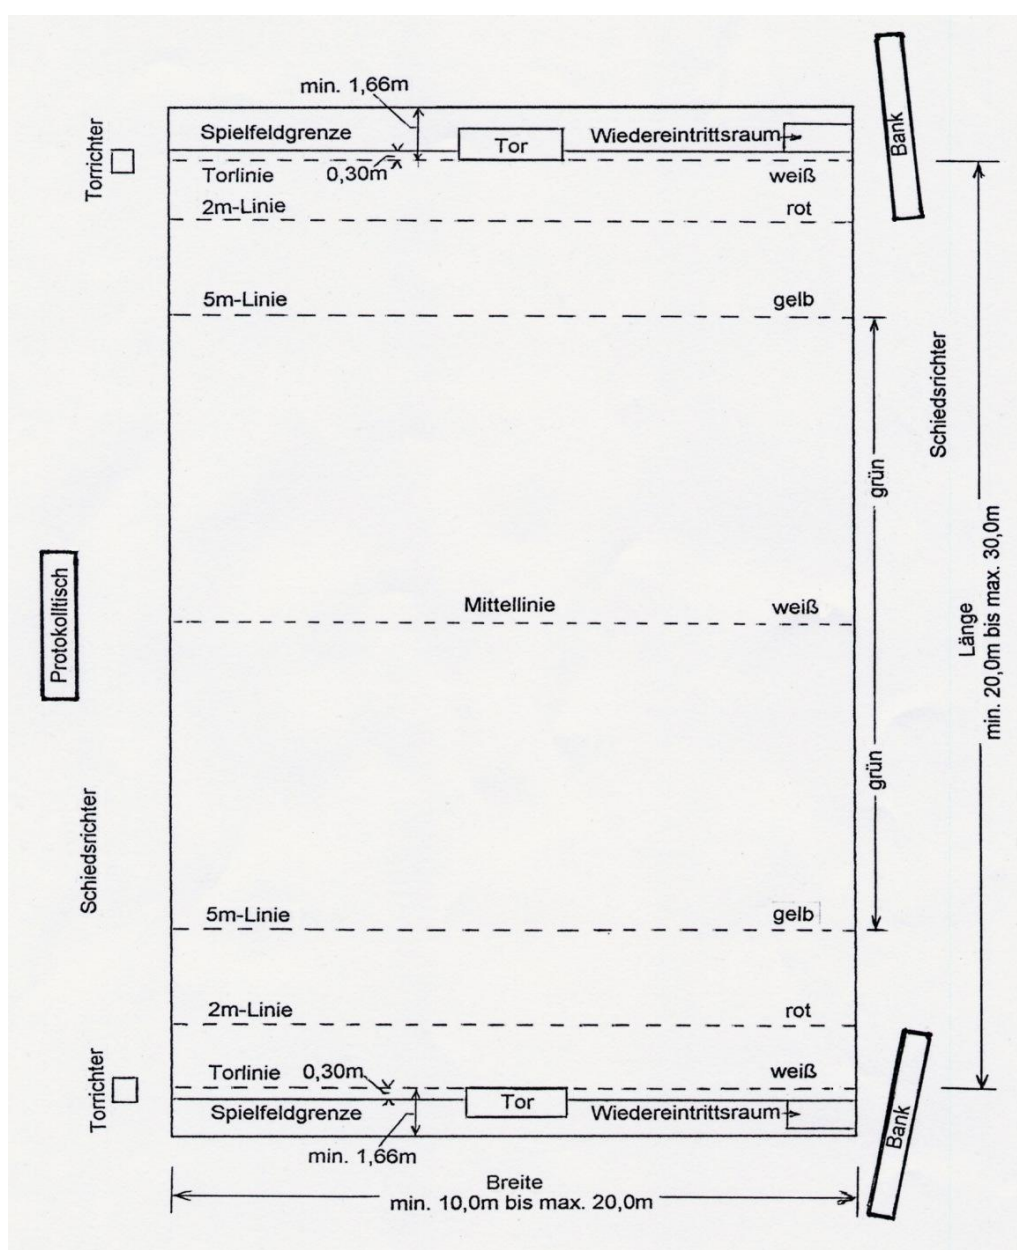 min. 1,66m
Spielfeldgrenze
Tor
Wiedereintrittsraum
Torrichter
Bank
Torlinie
0,30m
weiß
2m-Linie
rot
5m-Linie
gelb
Schiedsrichter
grün
Länge
min. 20,0m bis max. 30,0m
Mittellinie
weiß
Protokolltisch
grün
Schiedsrichter
5m-Linie
gelb
2m-Linie
rot
Torrichter
Torlinie
0,30m
weiß
Spielfeldgrenze
Tor
Wiedereintrittsraum
Bank
min. 1,66m
Breite
min. 10,0m bis max. 20,0m